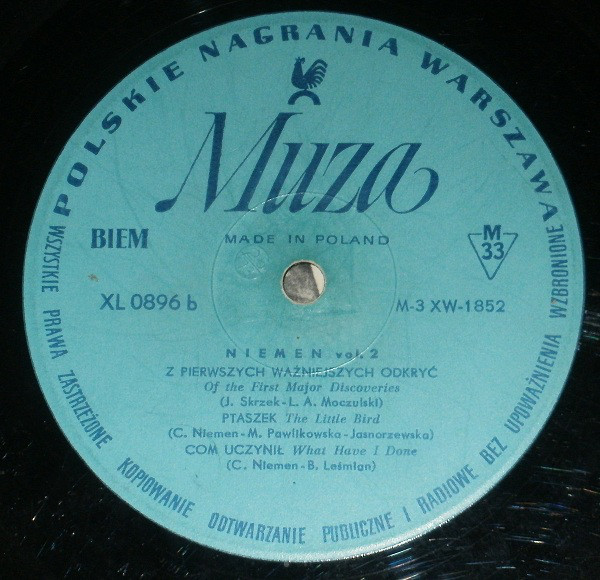 POLSKIE NAGRANIA WARSZAWA
Muza
BIEM
MADE IN POLAND
M
33
XL 0896 b
M-3 XW-1852
NIEMEN vol. 2
Z PIERWSZYCH WAŻNIEJSZYCH ODKRYĆ
Of the First Major Discoveries
(J. Skrzek-L. A. Moczulski)
PTASZEK The Little Bird
(C. Niemen-M. Pawlikowska-Jasnorzewska)
COM UCZYNIŁ What Have I Done
(C. Niemen-B. Leśmian)
WSZYSTKIE PRAWA ZASTRZEŻONE KOPIOWANIE ODTWARZANIE PUBLICZNE I RADIOWE BEZ UPOWAŻNIENIA WZBRONIONE